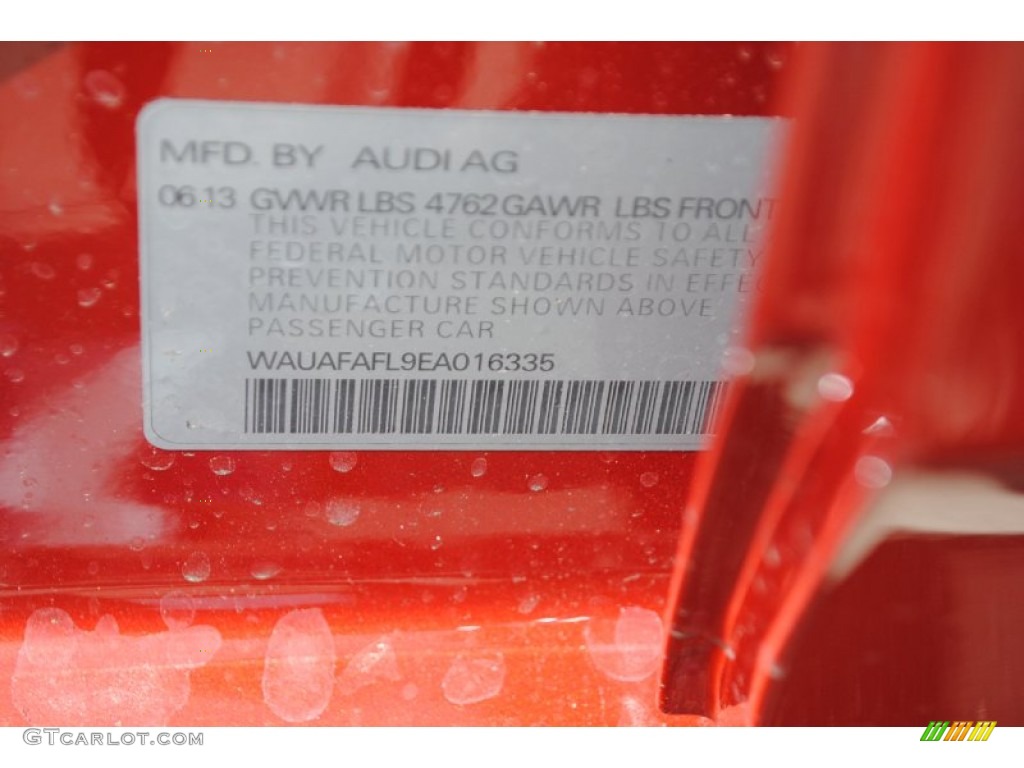 MFD. BY AUDI AG
06.13 GVWR LBS 4762 GAWR LBS FRONT
THIS VEHICLE CONFORMS TO ALL
FEDERAL MOTOR VEHICLE SAFETY
PREVENTION STANDARDS IN EFFEC
MANUFACTURE SHOWN ABOVE
PASSENGER CAR
WAUAFAFL9EA016335
GTCARLOT.COM